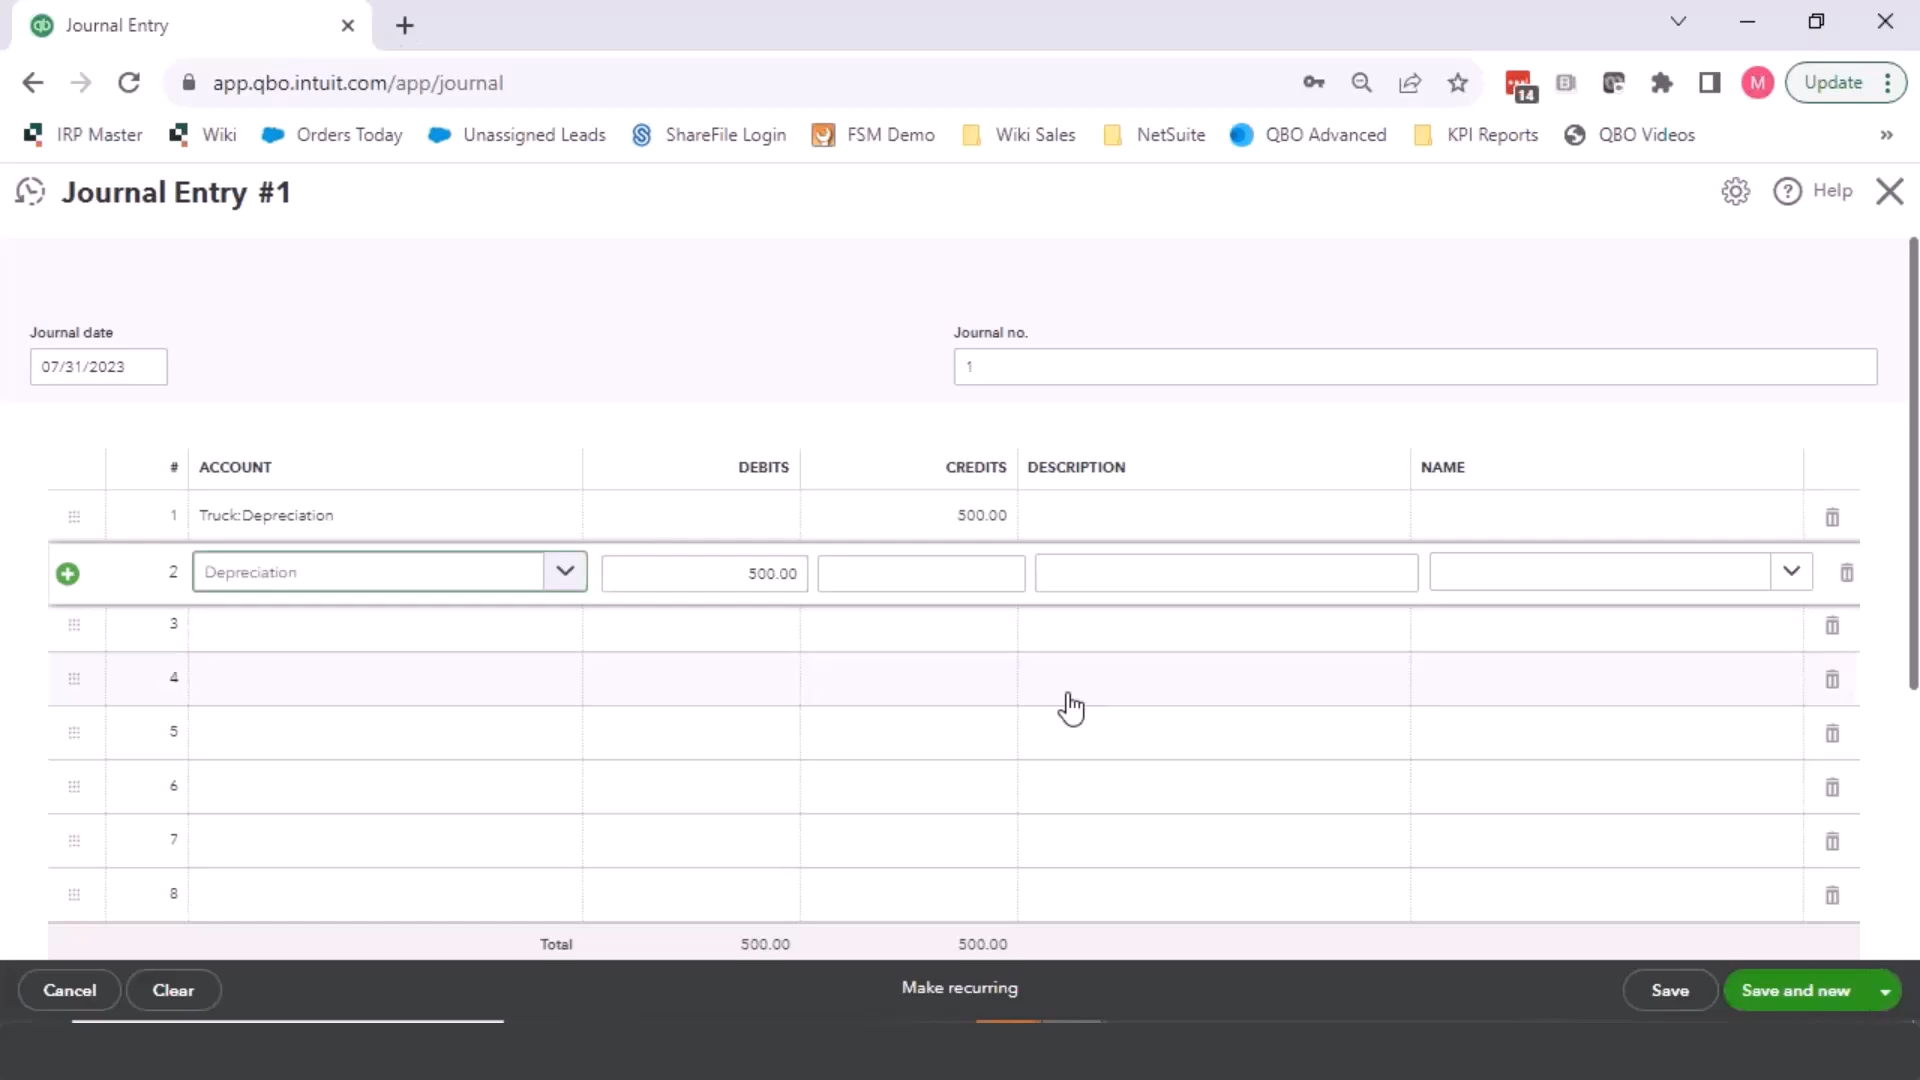 qb Journal Entry
app.qbo.intuit.com/app/journal
14
M
Update
IRP Master
Wiki
Orders Today
Unassigned Leads
ShareFile Login
FSM Demo
Wiki Sales
NetSuite
QBO Advanced
KPI Reports
QBO Videos
»
Journal Entry #1
? Help
Journal date
Journal no.
07/31/2023
1
# ACCOUNT DEBITS CREDITS DESCRIPTION NAME
1 Truck:Depreciation 500.00
2 Depreciation 500.00
3
4
5
6
7
8
Total 500.00 500.00
Cancel Clear Make recurring Save Save and new